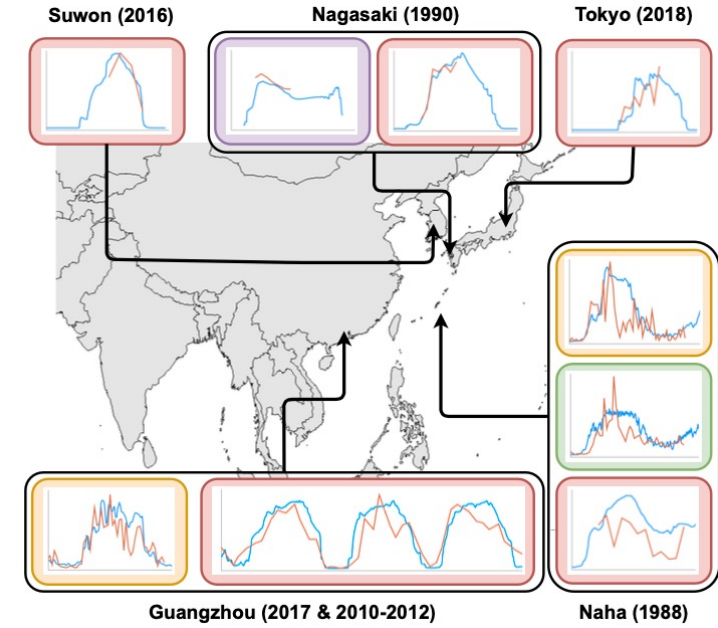 Suwon (2016)
Nagasaki (1990)
Tokyo (2018)
Guangzhou (2017 & 2010-2012)
Naha (1988)